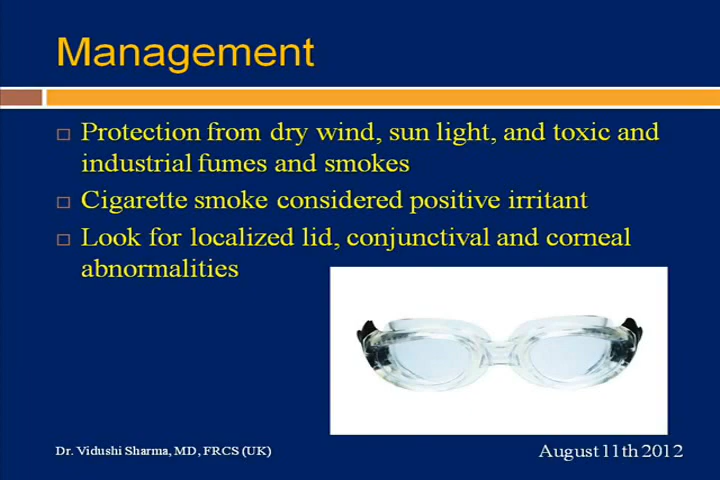 Management
Protection from dry wind, sun light, and toxic and
industrial fumes and smokes
Cigarette smoke considered positive irritant
Look for localized lid, conjunctival and corneal
abnormalities
Dr. Vidushi Sharma, MD, FRCS (UK)
August 11th 2012